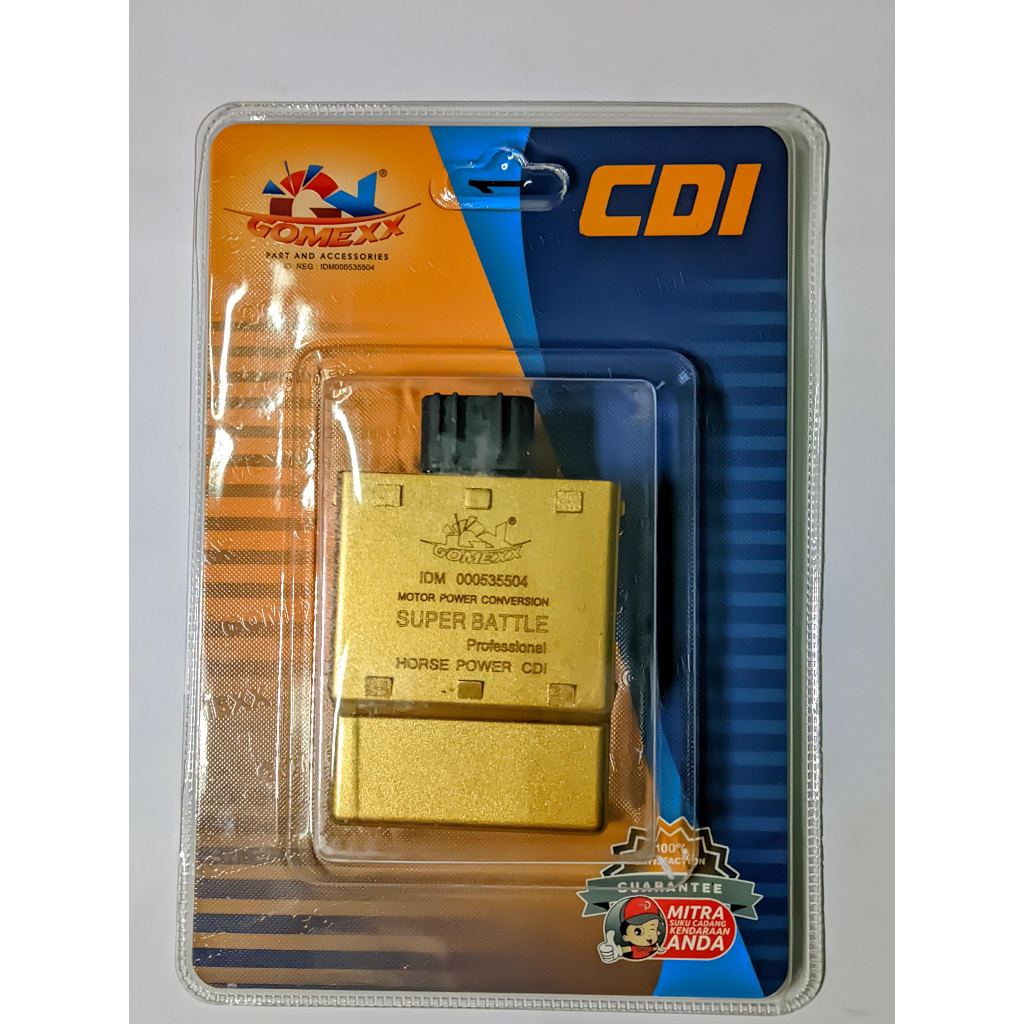 GOMEXX
®
PART AND ACCESSORIES
NO. REG : IDM000535504
CDI
®
GOMEXX
IDM 000535504
MOTOR POWER CONVERSION
SUPER BATTLE
Professional
HORSE POWER CDI
100%
SATISFACTION
GUARANTEE
MITRA
SUKU CADANG
KENDARAAN
ANDA